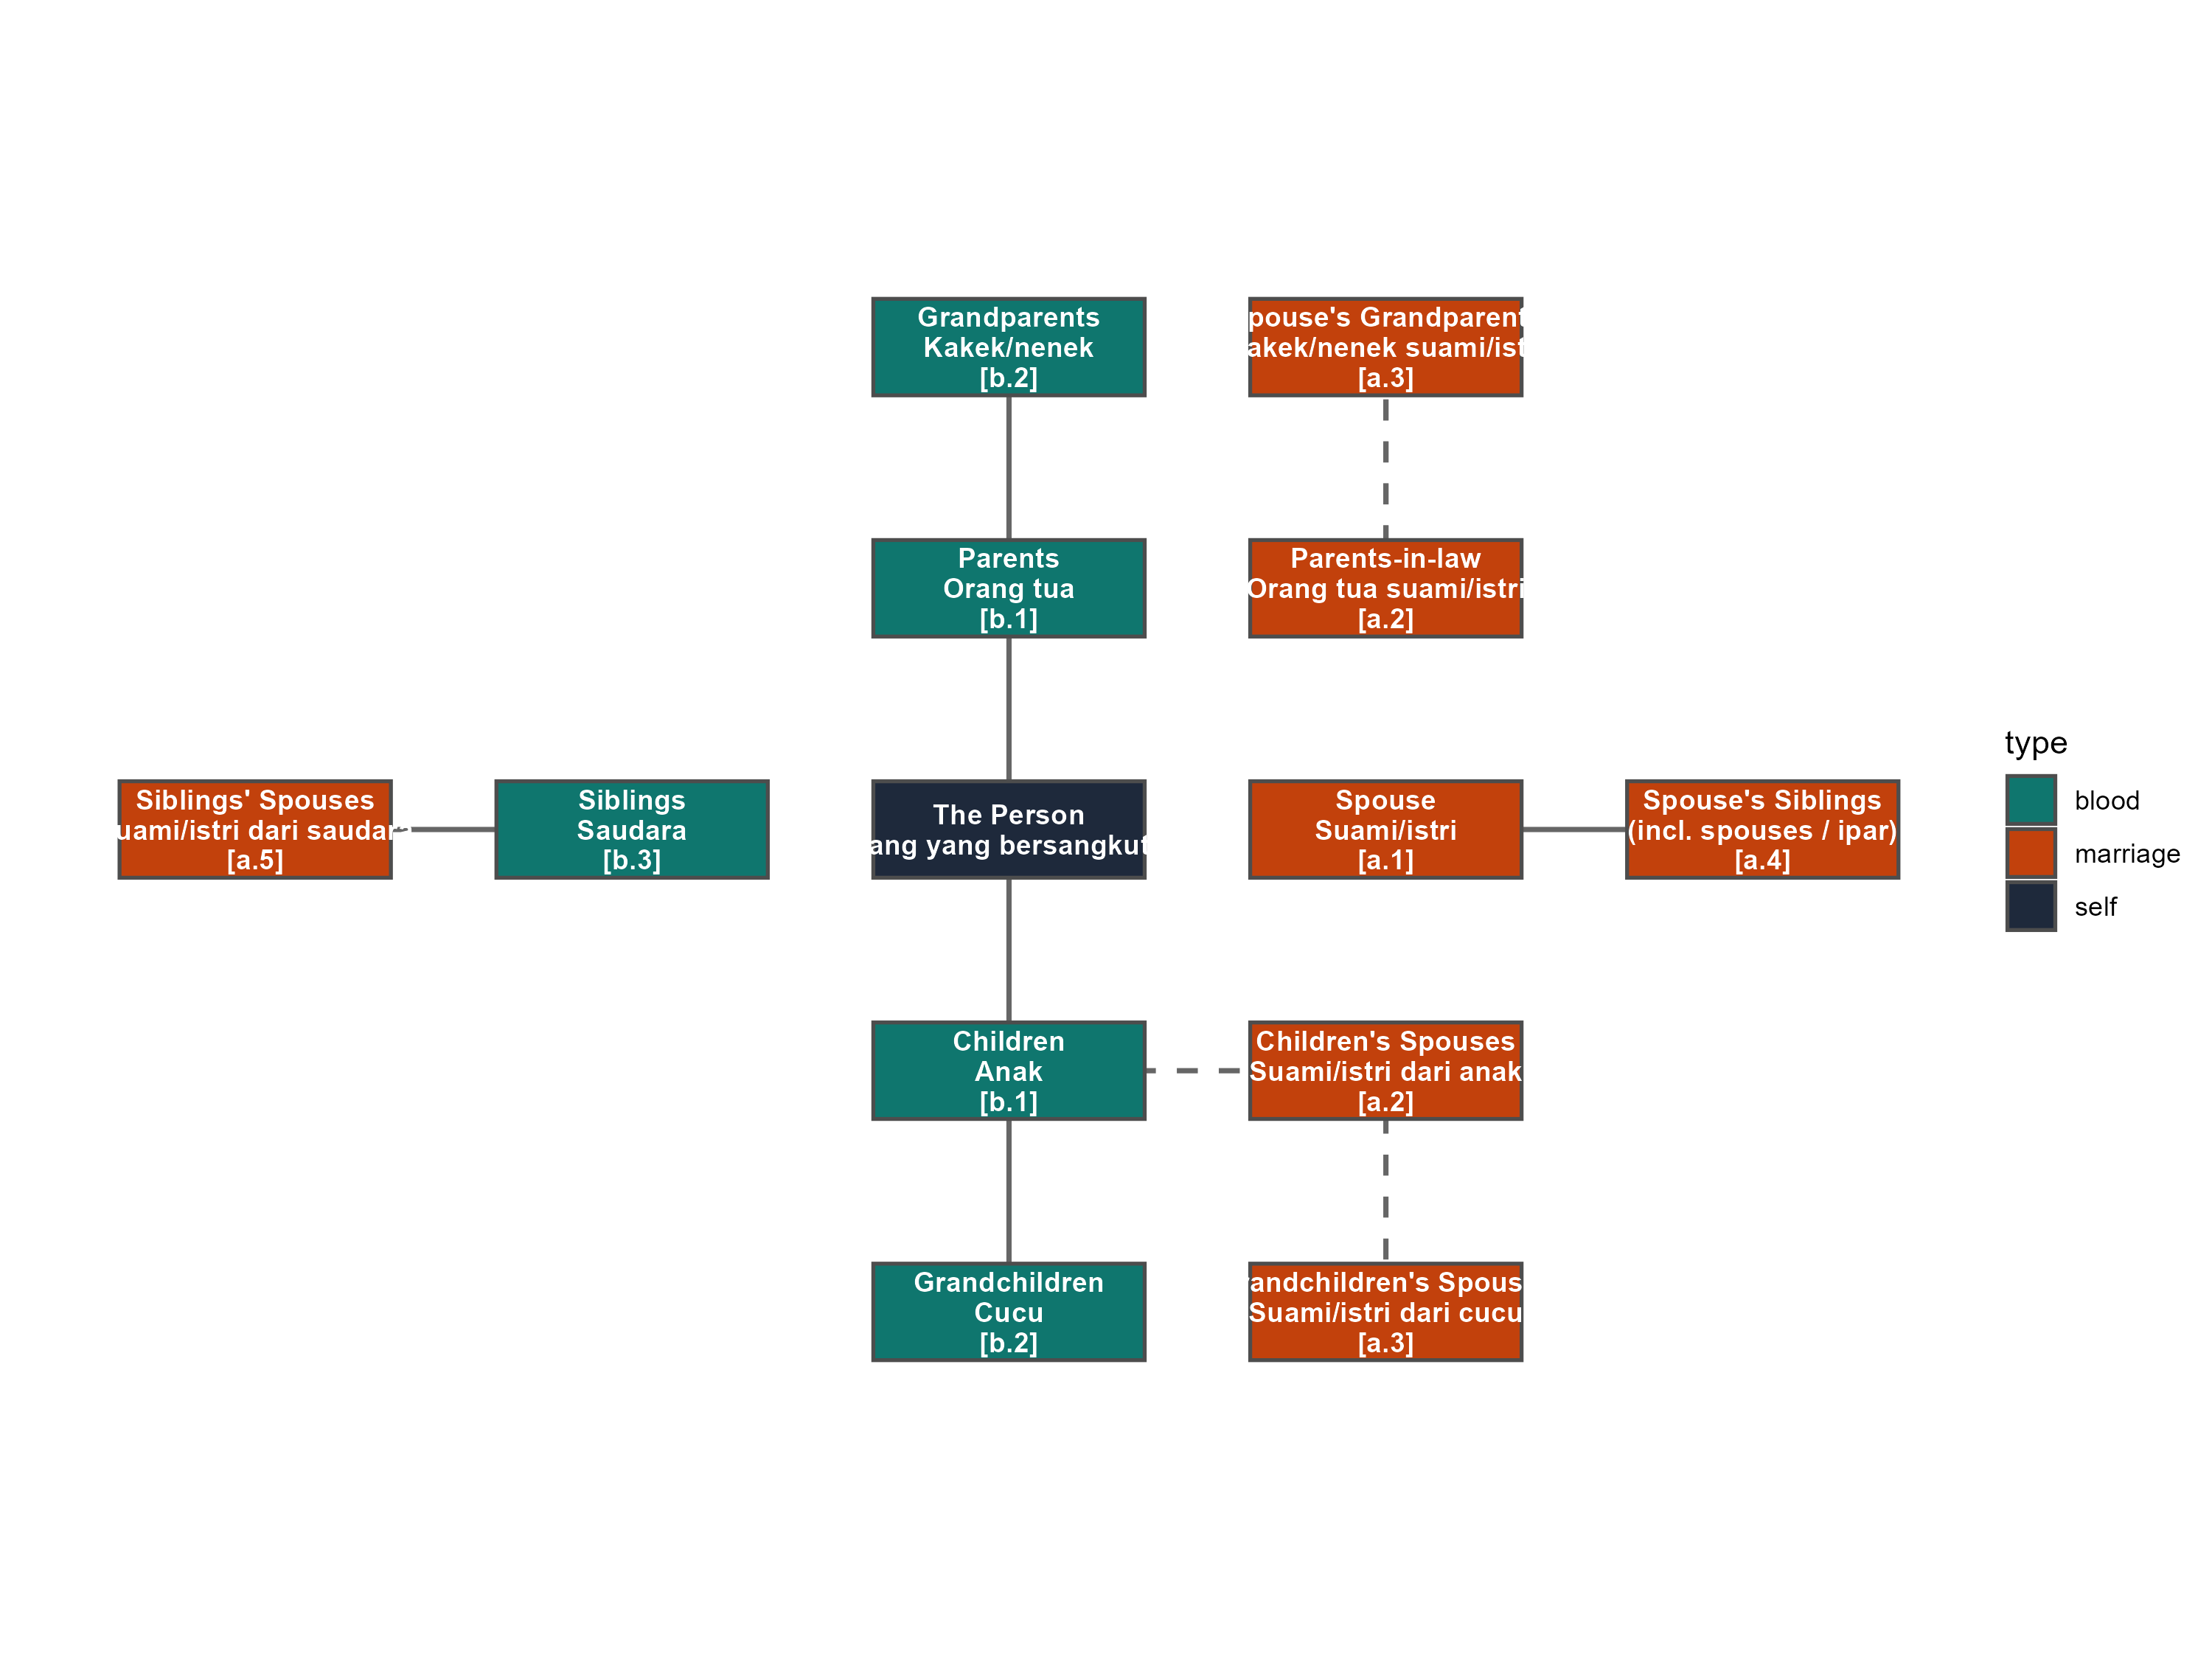 Grandparents
Kakek/nenek
[b.2]
pouse's Grandparent
akek/nenek suami/ist
[a.3]
Parents
Orang tua
[b.1]
Parents-in-law
Orang tua suami/istri
[a.2]
Siblings' Spouses
uami/istri dari saudar
[a.5]
Siblings
Saudara
[b.3]
The Person
ang yang bersangkut
Spouse
Suami/istri
[a.1]
Spouse's Siblings
(incl. spouses / ipar)
[a.4]
type
blood
marriage
self
Children
Anak
[b.1]
Children's Spouses
Suami/istri dari anak
[a.2]
Grandchildren
Cucu
[b.2]
randchildren's Spous
Suami/istri dari cucu
[a.3]